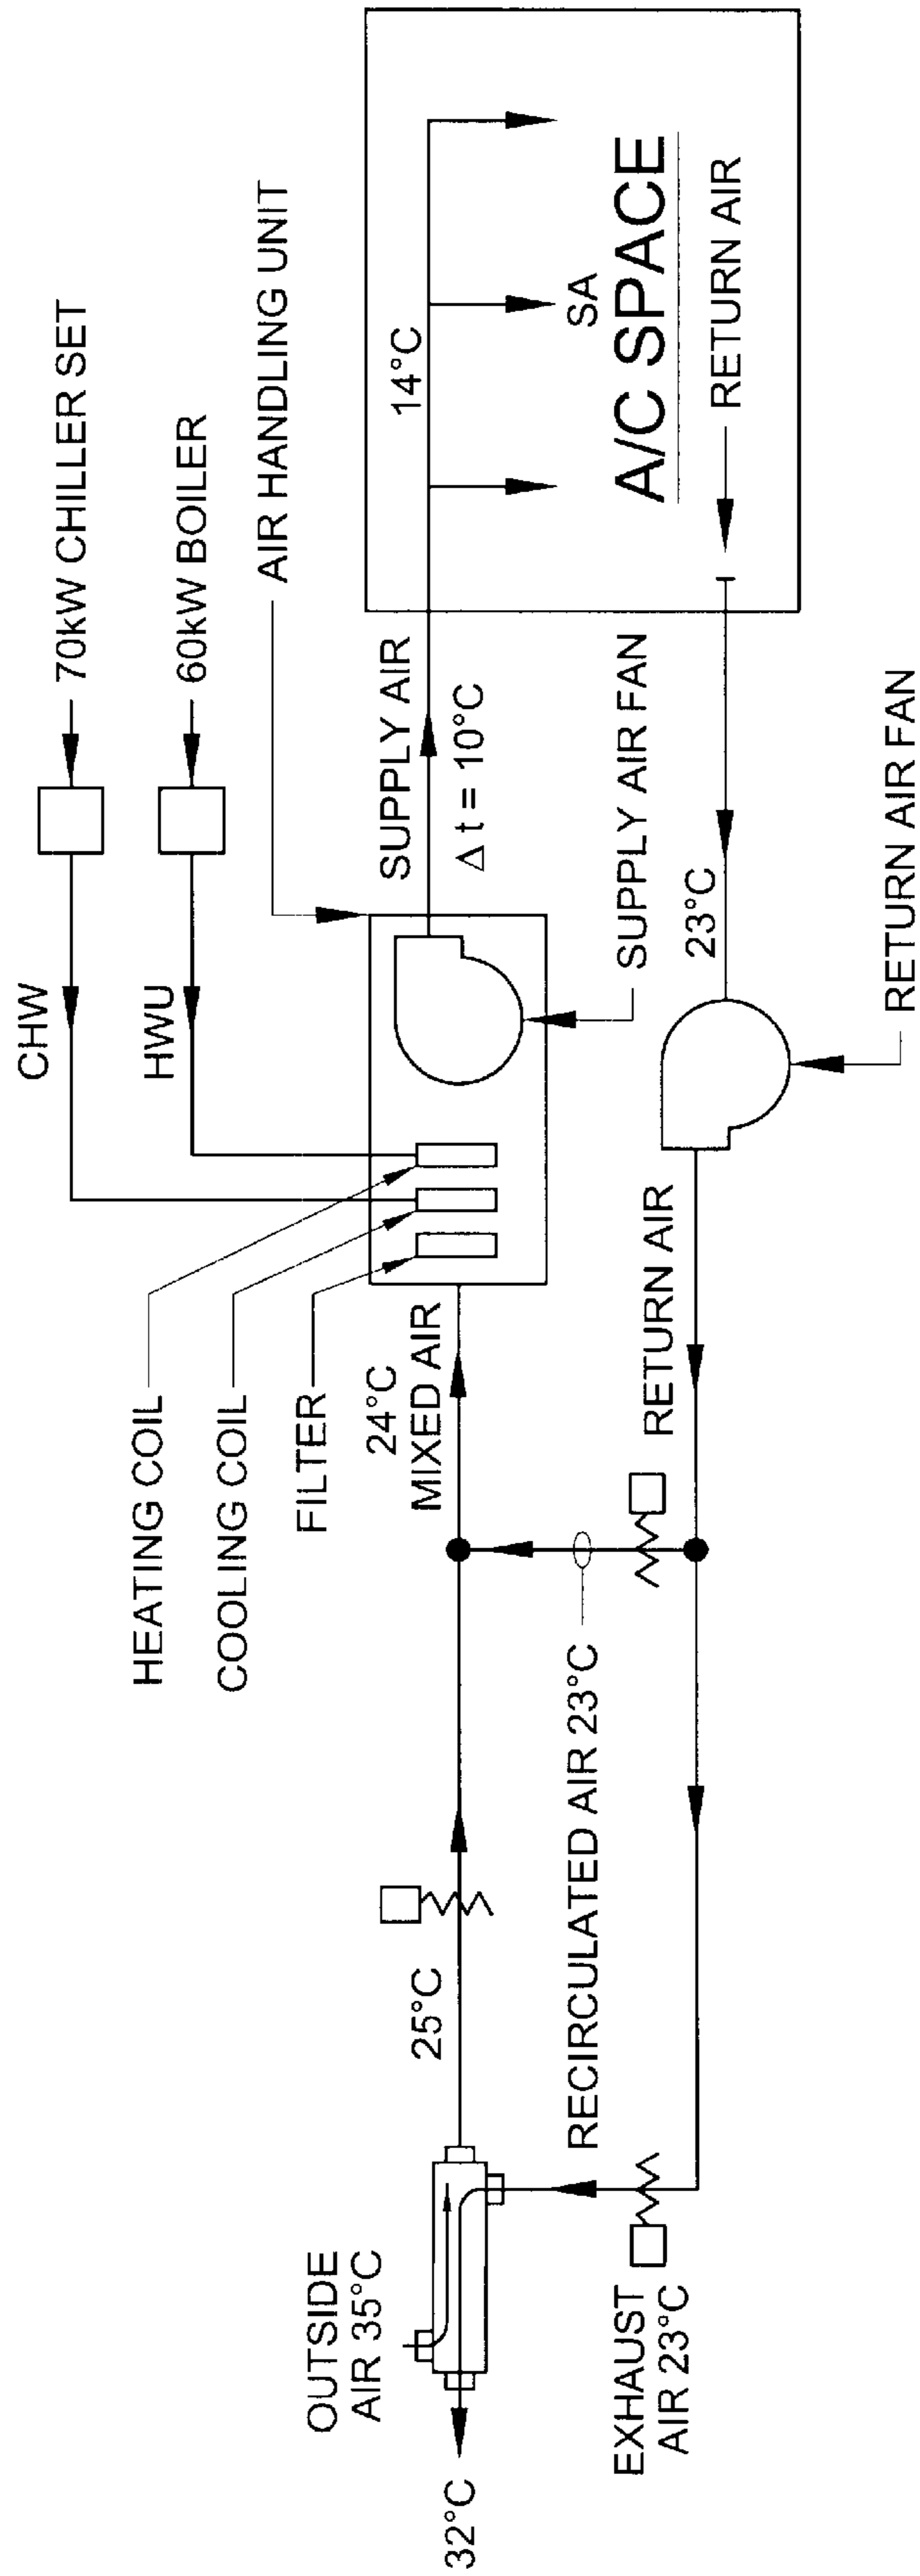 OUTSIDE
AIR 35°C
32°C
EXHAUST
AIR 23°C
25°C
RECIRCULATED AIR 23°C
HEATING COIL
COOLING COIL
FILTER
24°C
MIXED AIR
RETURN AIR
CHW
HWU
70kW CHILLER SET
60kW BOILER
AIR HANDLING UNIT
SUPPLY AIR
Δ t = 10°C
SUPPLY AIR FAN
23°C
RETURN AIR FAN
14°C
SA
A/C SPACE
RETURN AIR